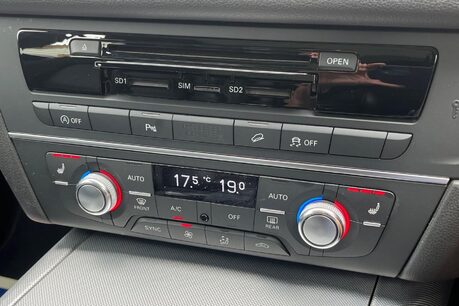 OPEN
SD1 SIM SD2
OFF OFF
AUTO 17.5 °C 19.0 AUTO
FRONT A/C OFF REAR
SYNC